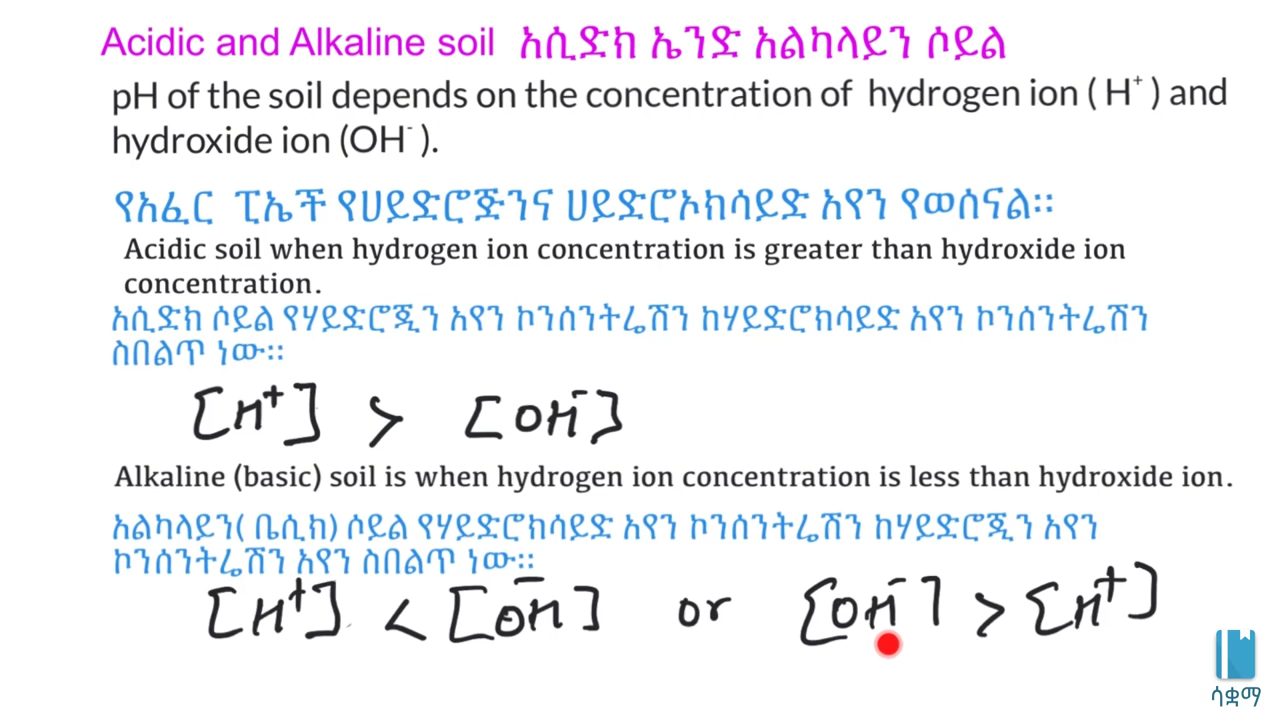 Acidic and Alkaline soil አሲድክ ኤንድ አልካላይን ሶይል
pH of the soil depends on the concentration of hydrogen ion ( H⁺ ) and
hydroxide ion (OH⁻ ).
የአፈር ፒኤች የሀይድሮጅንና ሀይድሮኦክሳይድ አየን የወሰናል፡፡
Acidic soil when hydrogen ion concentration is greater than hydroxide ion
concentration.
አሲድክ ሶይል የሃይድሮጂን አየን ኮንሰንትሬሽን ከሃይድሮክሳይድ አየን ኮንሰንትሬሽን
ስበልጥ ነው፡፡
[H⁺] > [OH⁻]
Alkaline (basic) soil is when hydrogen ion concentration is less than hydroxide ion.
አልካላይን( ቤሲክ) ሶይል የሃይድሮክሳይድ አየን ኮንሰንትሬሽን ከሃይድሮጂን አየን
ኮንሰንትሬሽን አየን ስበልጥ ነው፡፡
[H⁺] < [OH⁻] or [OH⁻] > [H⁺]
ሳቋማ